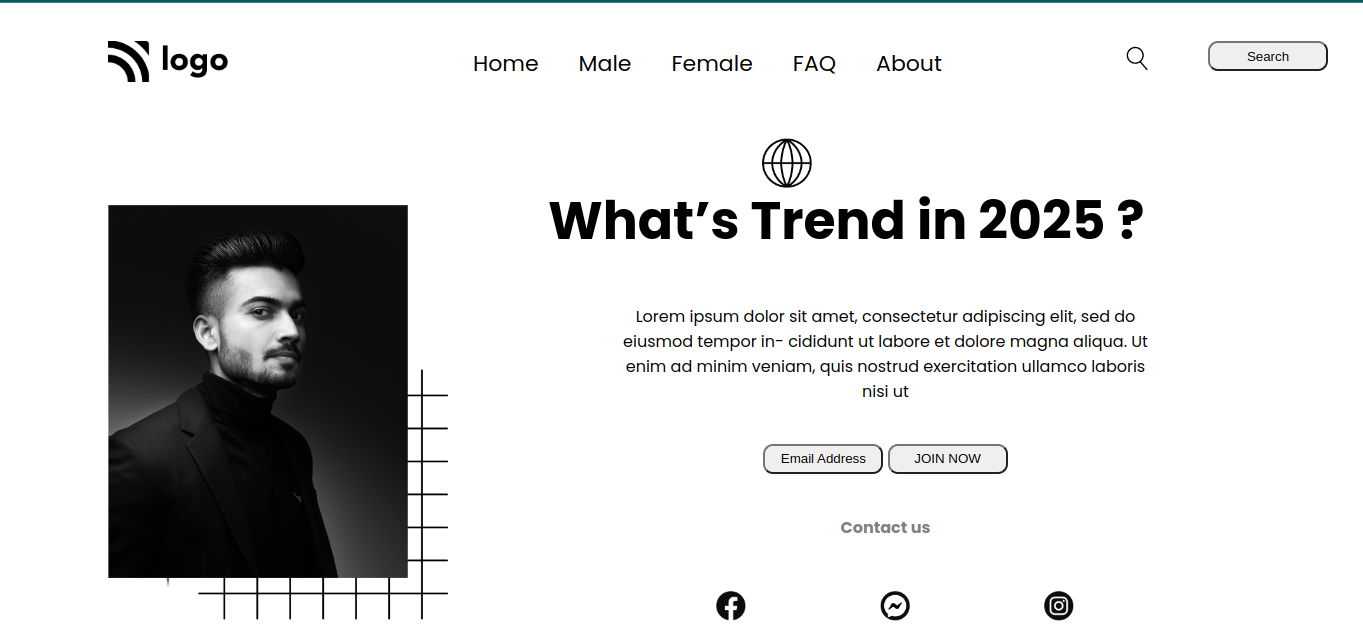 logo
Home Male Female FAQ About
Search
What’s Trend in 2025 ?
Lorem ipsum dolor sit amet, consectetur adipiscing elit, sed do
eiusmod tempor in- cididunt ut labore et dolore magna aliqua. Ut
enim ad minim veniam, quis nostrud exercitation ullamco laboris
nisi ut
Email Address JOIN NOW
Contact us